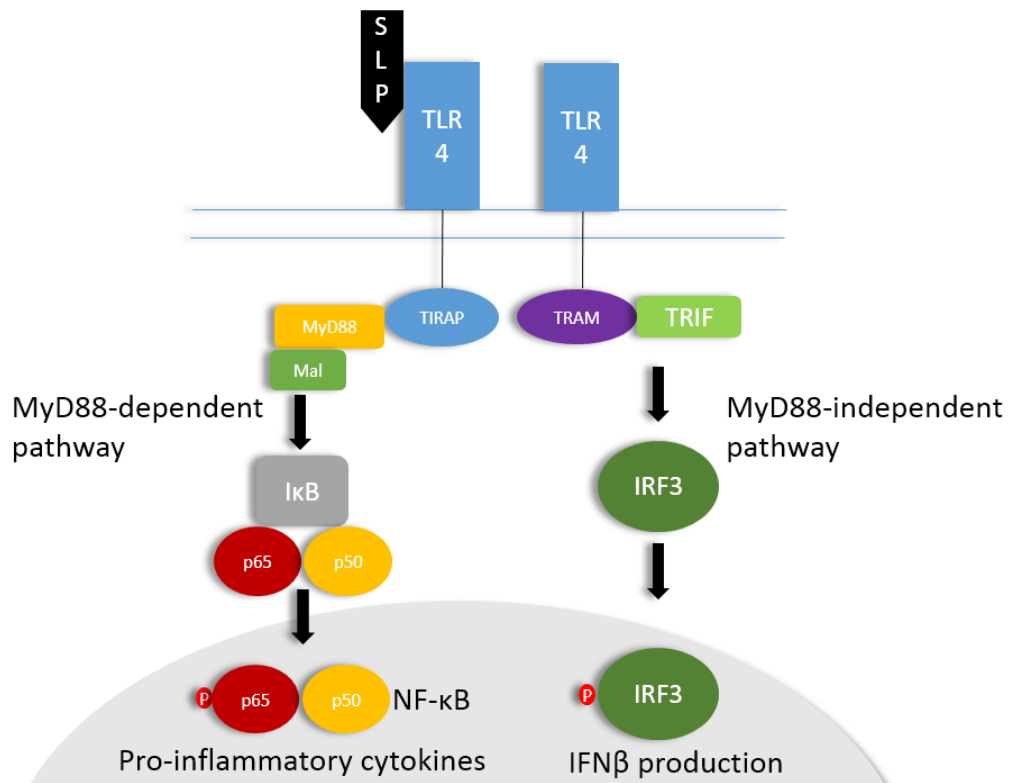 S
L
P
TLR
4
TLR
4
MyD88
TIRAP
TRAM
TRIF
Mal
MyD88-dependent
pathway
MyD88-independent
pathway
IκB
IRF3
p65
p50
P
p65
p50
NF-κB
P
IRF3
Pro-inflammatory cytokines
IFNβ production